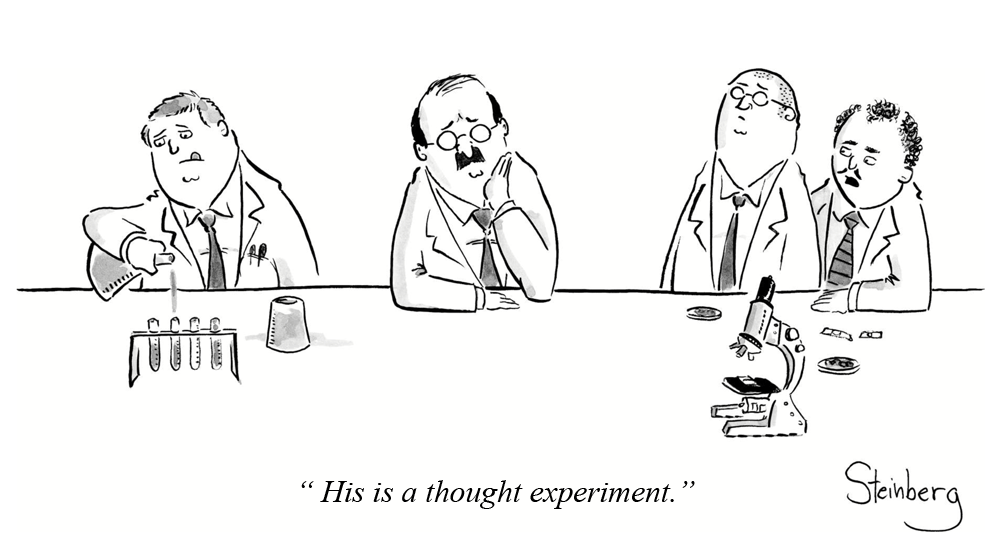 “ His is a thought experiment.”
Steinberg